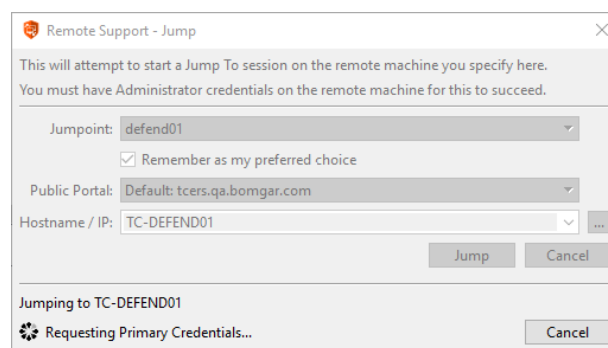 Remote Support - Jump
This will attempt to start a Jump To session on the remote machine you specify here.
You must have Administrator credentials on the remote machine for this to succeed.
Jumpoint: defend01
Remember as my preferred choice
Public Portal: Default: tcers.qa.bomgar.com
Hostname / IP: TC-DEFEND01 ...
Jump Cancel
Jumping to TC-DEFEND01
Requesting Primary Credentials... Cancel